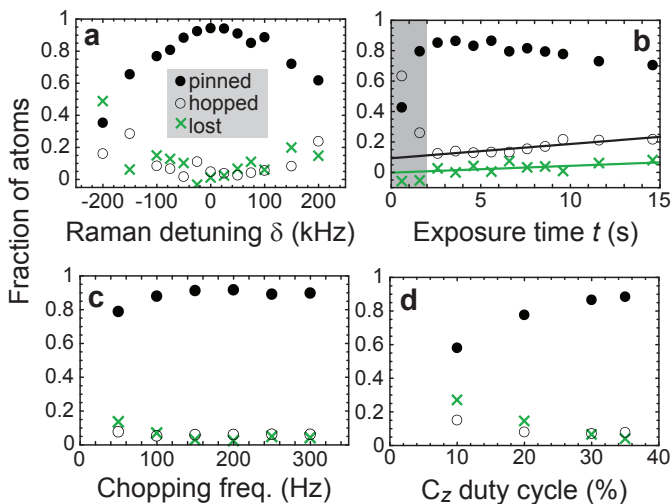 Fraction of atoms
1
0.8
0.6
0.4
0.2
0
a
pinned
hopped
lost
-200 -100 0 100 200
Raman detuning δ (kHz)
1
0.8
0.6
0.4
0.2
0
b
0 5 10 15
Exposure time t (s)
1
0.8
0.6
0.4
0.2
0
c
0 100 200 300
Chopping freq. (Hz)
1
0.8
0.6
0.4
0.2
0
d
0 10 20 30 40
Cz duty cycle (%)